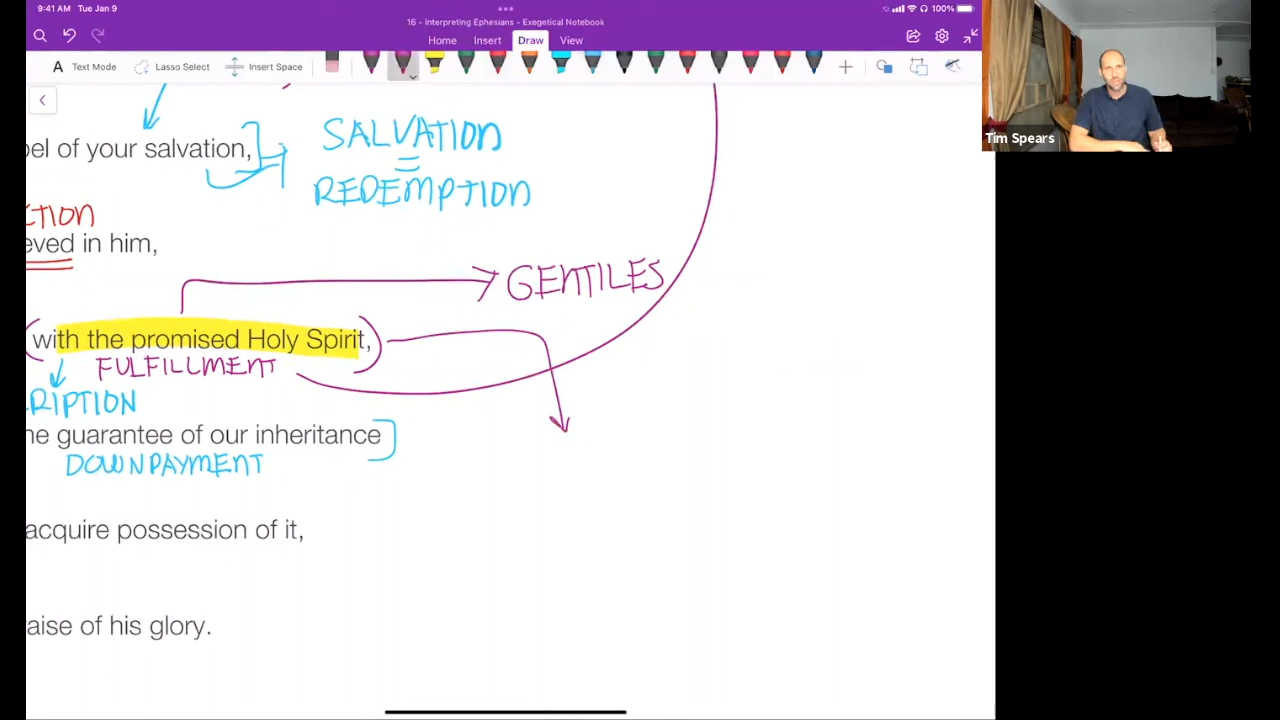 9:41 AM Tue Jan 9
100%
16 - Interpreting Ephesians - Exegetical Notebook
Home Insert Draw View
A Text Mode Lasso Select Insert Space
Tim Spears
pel of your salvation,
SALVATION
=
REDEMPTION
CTION
eved in him,
GENTILES
with the promised Holy Spirit,
FULFILLMENT
RIPTION
he guarantee of our inheritance
DOWNPAYMENT
acquire possession of it,
raise of his glory.